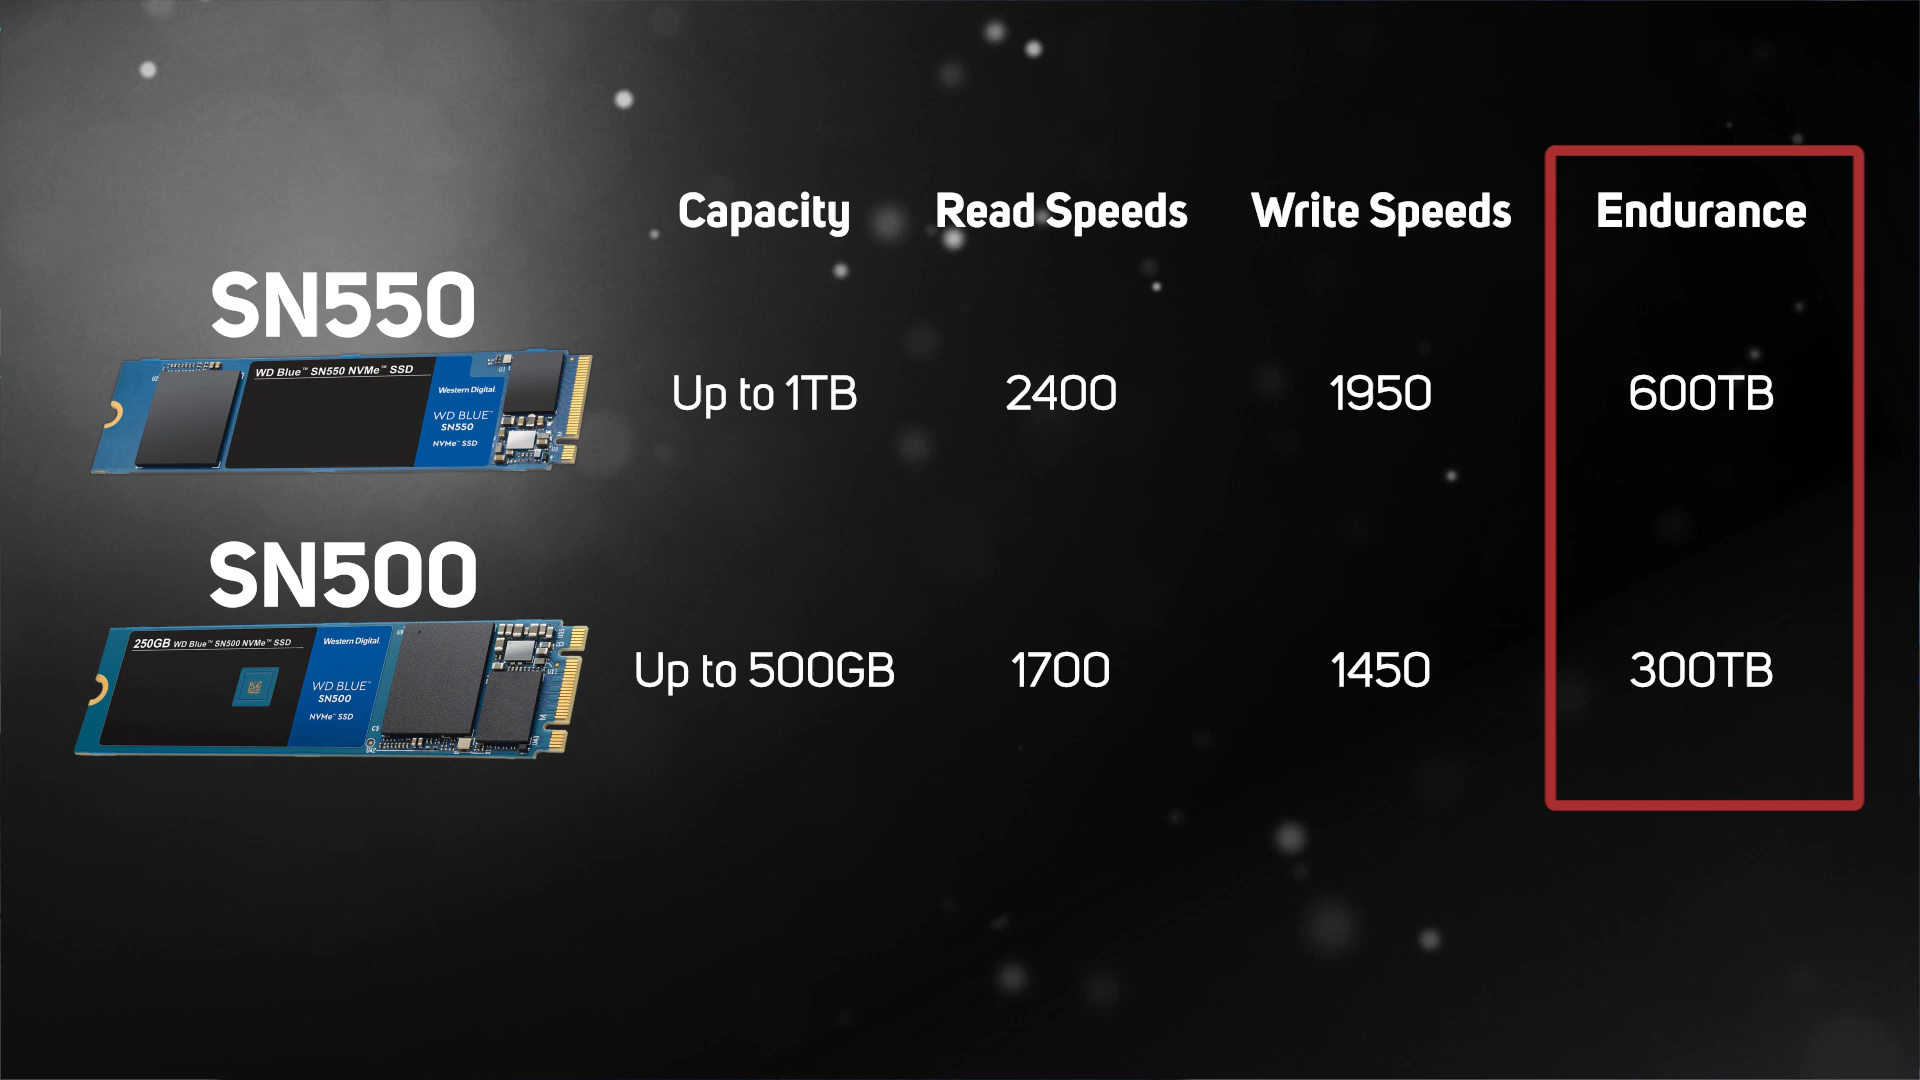 Capacity Read Speeds Write Speeds Endurance
SN550
WD Blue™ SN550 NVMe™ SSD
Western Digital.
WD BLUE™
SN550
NVMe™ SSD
Up to 1TB 2400 1950 600TB
SN500
250GB WD Blue™ SN500 NVMe™ SSD
Western Digital.
WD BLUE™
SN500
NVMe™ SSD
Up to 500GB 1700 1450 300TB